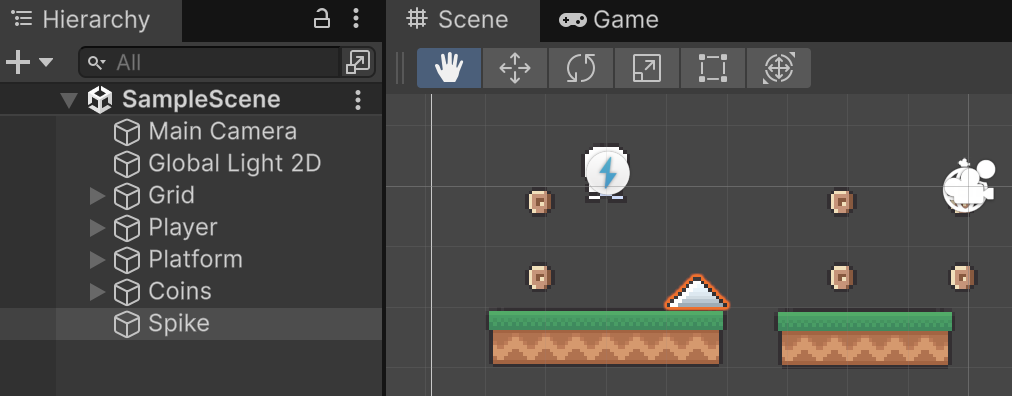 Hierarchy
All
SampleScene
Main Camera
Global Light 2D
Grid
Player
Platform
Coins
Spike
Scene
Game